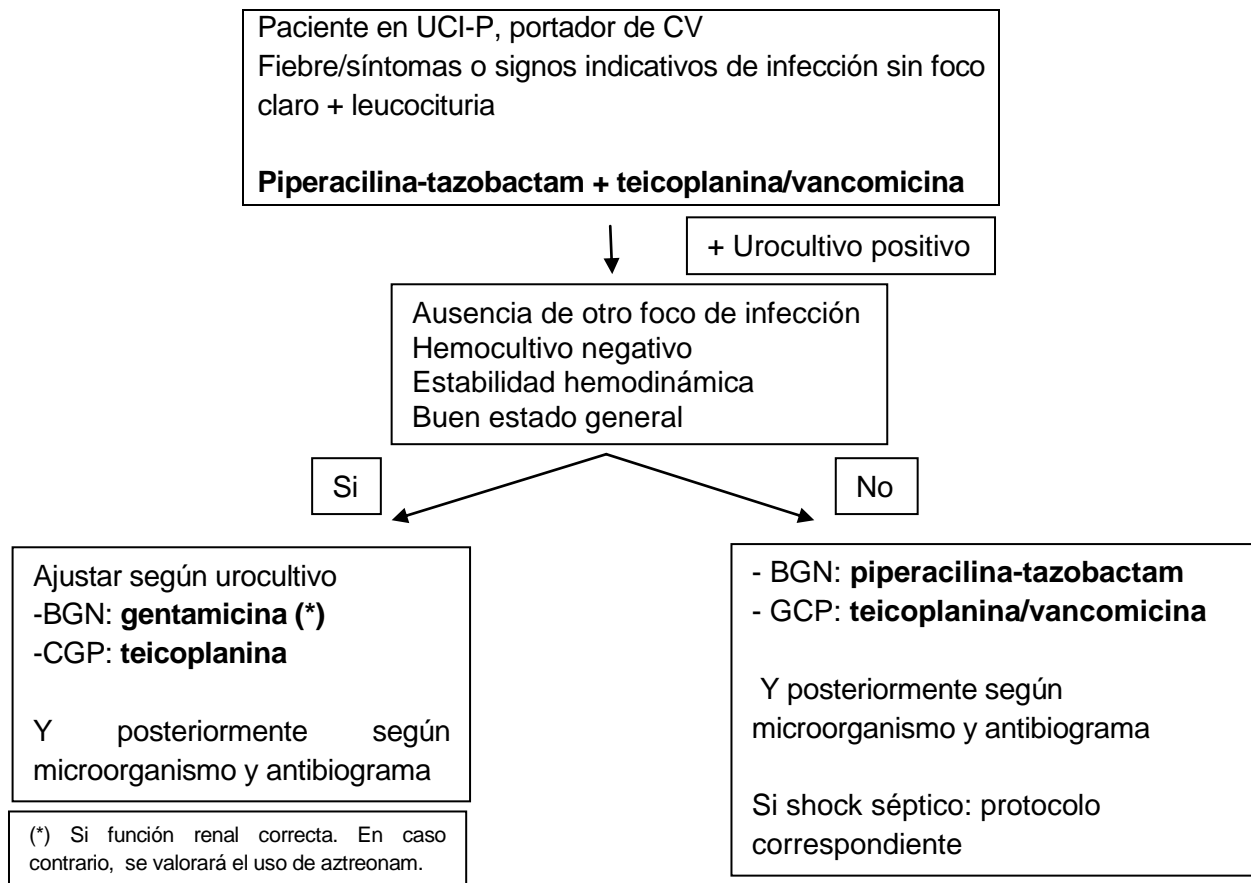 Paciente en UCI-P, portador de CV
Fiebre/síntomas o signos indicativos de infección sin foco
claro + leucocituria
Piperacilina-tazobactam + teicoplanina/vancomicina
+ Urocultivo positivo
Ausencia de otro foco de infección
Hemocultivo negativo
Estabilidad hemodinámica
Buen estado general
Si
No
Ajustar según urocultivo
-BGN: gentamicina (*)
-CGP: teicoplanina
Y posteriormente según
microorganismo y antibiograma
(*) Si función renal correcta. En caso
contrario, se valorará el uso de aztreonam.
- BGN: piperacilina-tazobactam
- GCP: teicoplanina/vancomicina
Y posteriormente según
microorganismo y antibiograma
Si shock séptico: protocolo
correspondiente